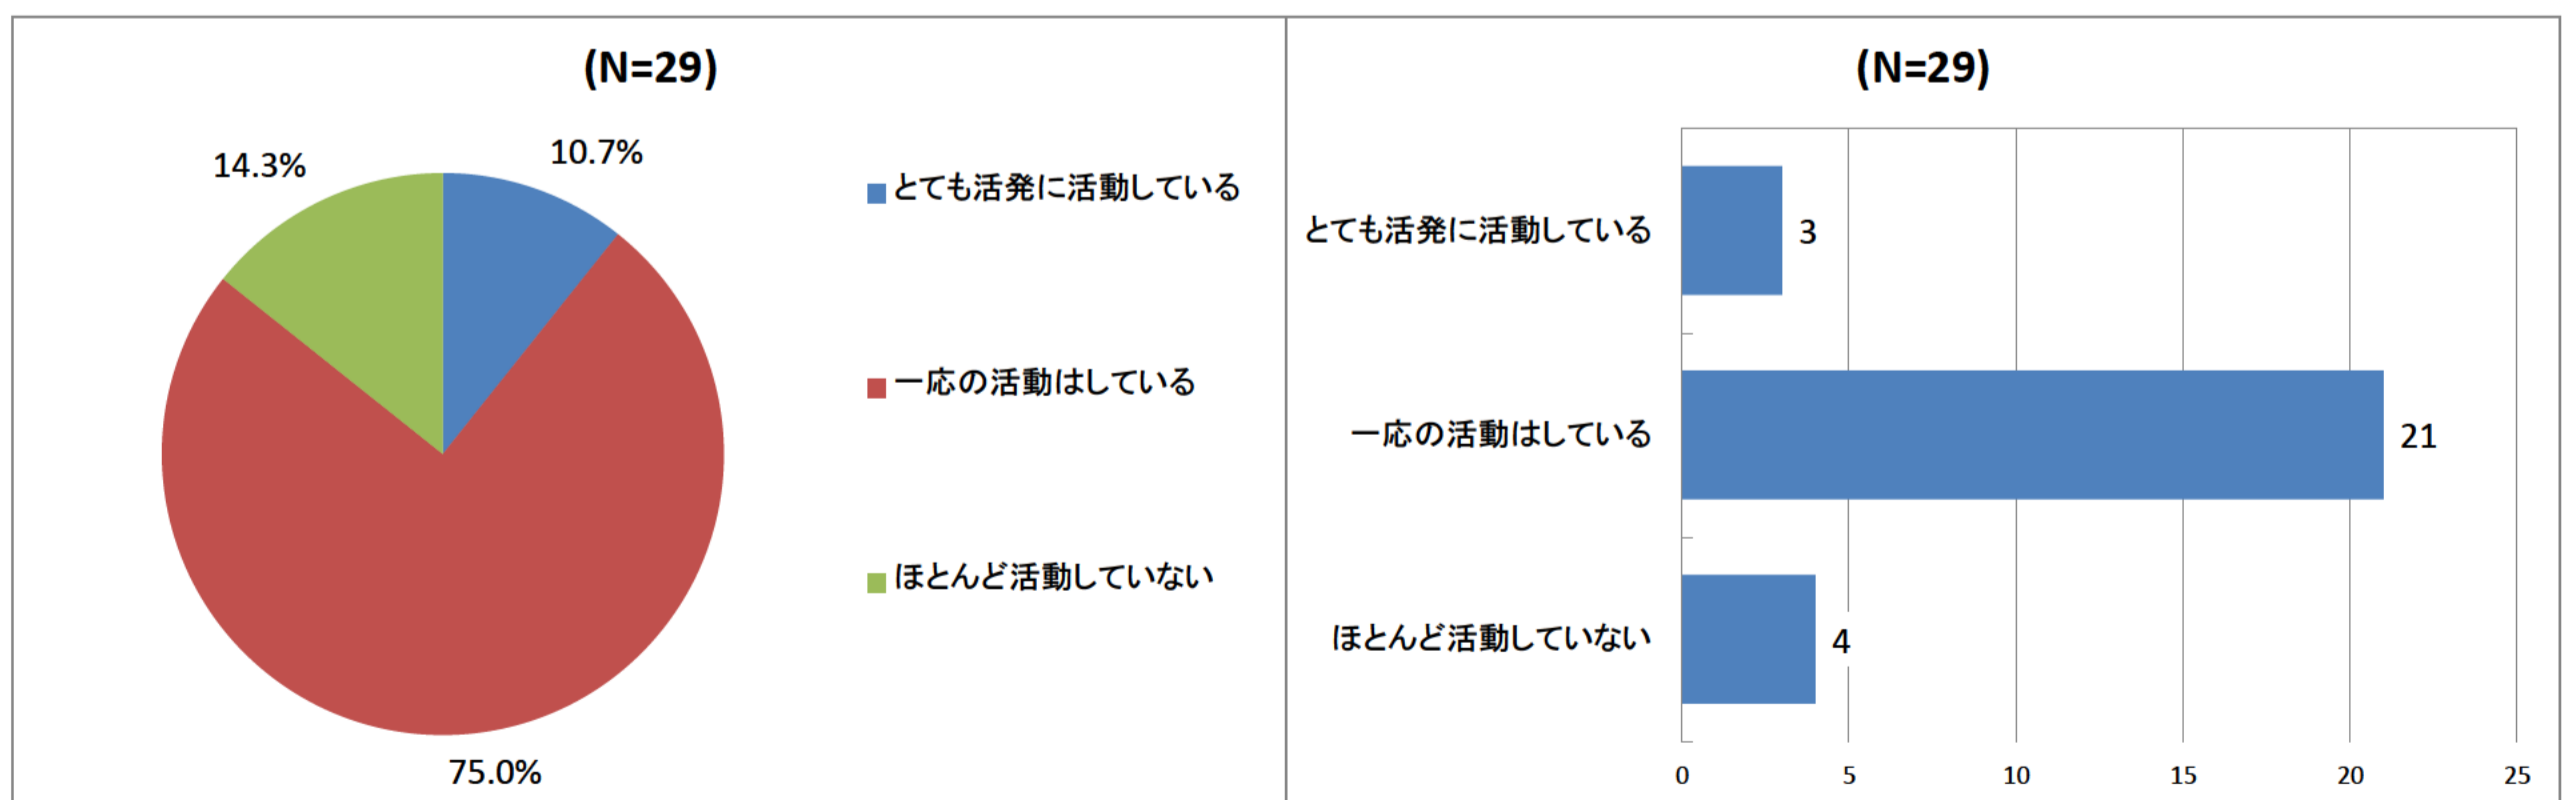 (N=29)
14.3%
10.7%
75.0%
とても活発に活動している
一応の活動はしている
ほとんど活動していない
(N=29)
とても活発に活動している
3
一応の活動はしている
21
ほとんど活動していない
4
0 5 10 15 20 25